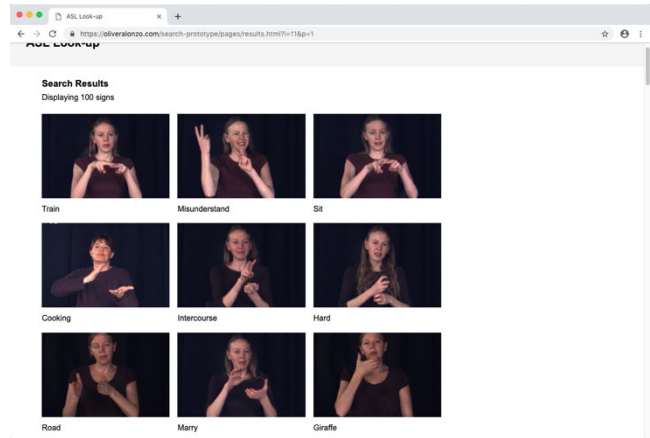 ASL Look-up
https://oliveralonzo.com/search-prototype/pages/results.html?i=11&p=1
ASL Look-up
Search Results
Displaying 100 signs
Train Misunderstand Sit
Cooking Intercourse Hard
Road Marry Giraffe